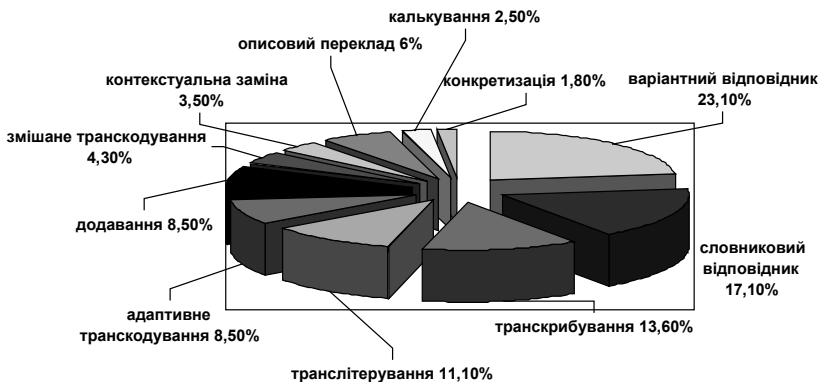 калькування 2,50%
описовий переклад 6%
контекстуальна заміна
3,50%
конкретизація 1,80%
варіантний відповідник
23,10%
змішане транскодування
4,30%
додавання 8,50%
словниковий
відповідник
17,10%
адаптивне
транскодування 8,50%
транскрибування 13,60%
транслітерування 11,10%